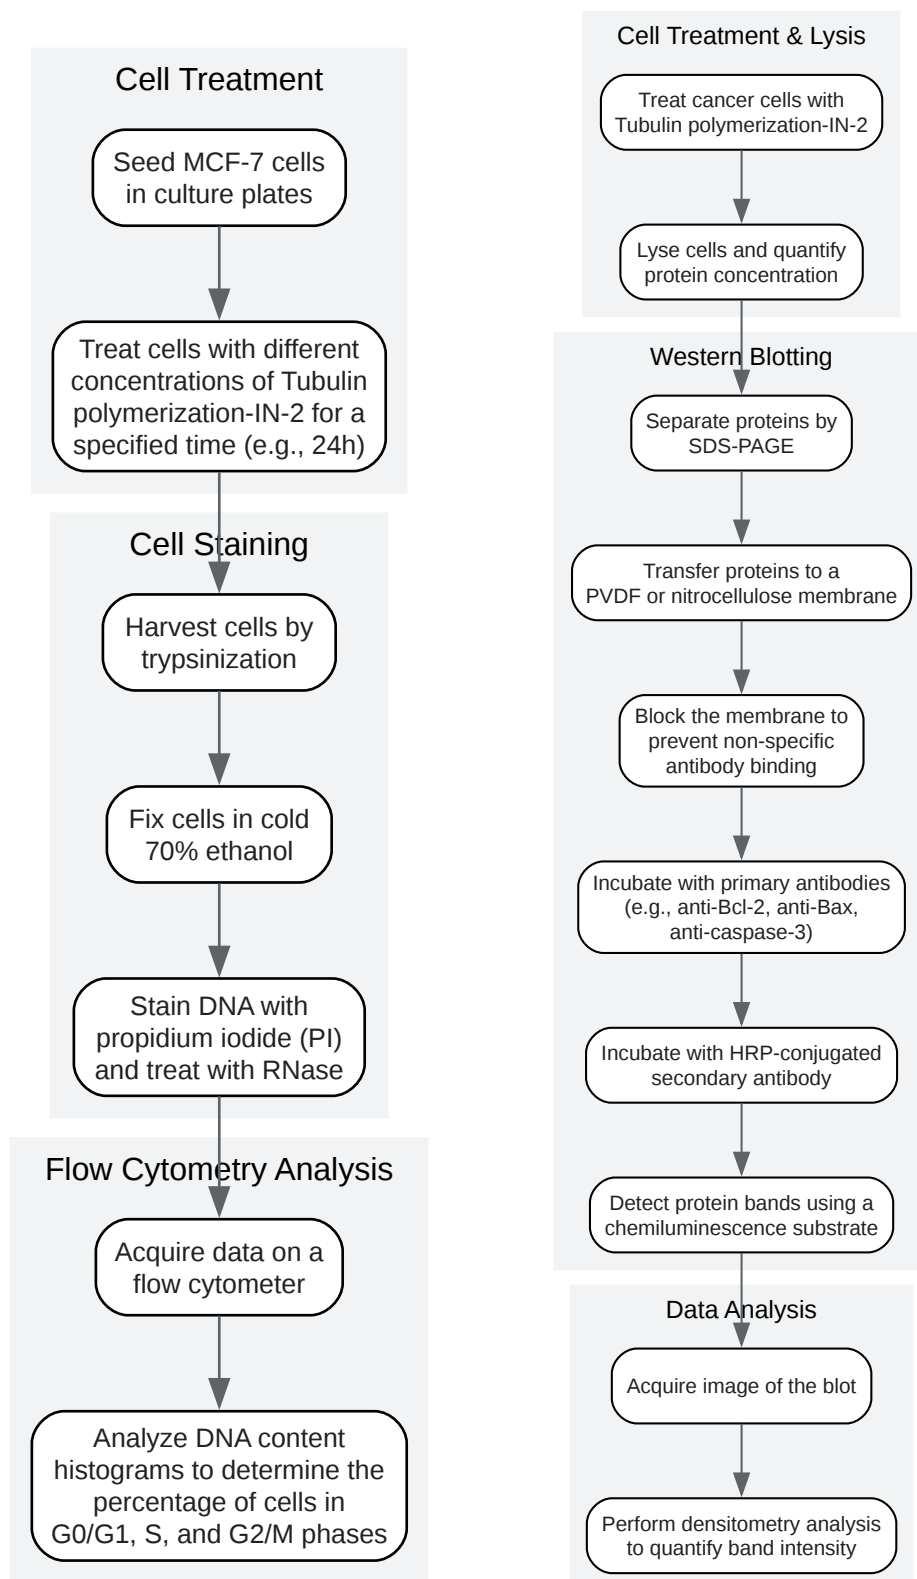 Cell Treatment
Seed MCF-7 cells
in culture plates
Treat cells with different
concentrations of Tubulin
polymerization-IN-2 for a
specified time (e.g., 24h)
Cell Staining
Harvest cells by
trypsinization
Fix cells in cold
70% ethanol
Stain DNA with
propidium iodide (PI)
and treat with RNase
Flow Cytometry Analysis
Acquire data on a
flow cytometer
Analyze DNA content
histograms to determine the
percentage of cells in
G0/G1, S, and G2/M phases
Cell Treatment & Lysis
Treat cancer cells with
Tubulin polymerization-IN-2
Lyse cells and quantify
protein concentration
Western Blotting
Separate proteins by
SDS-PAGE
Transfer proteins to a
PVDF or nitrocellulose membrane
Block the membrane to
prevent non-specific
antibody binding
Incubate with primary antibodies
(e.g., anti-Bcl-2, anti-Bax,
anti-caspase-3)
Incubate with HRP-conjugated
secondary antibody
Detect protein bands using a
chemiluminescence substrate
Data Analysis
Acquire image of the blot
Perform densitometry analysis
to quantify band intensity